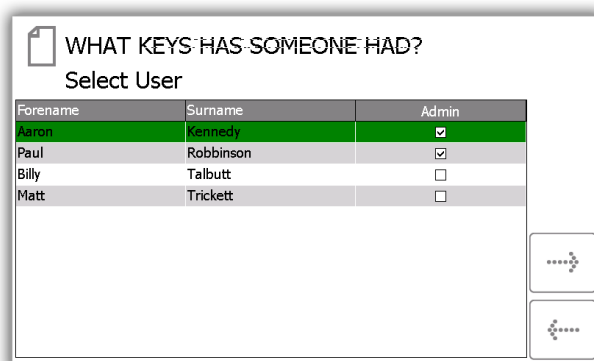 WHAT KEYS HAS SOMEONE HAD?
Select User
Forename Surname Admin
Aaron Kennedy
Paul Robbinson
Billy Talbutt
Matt Trickett